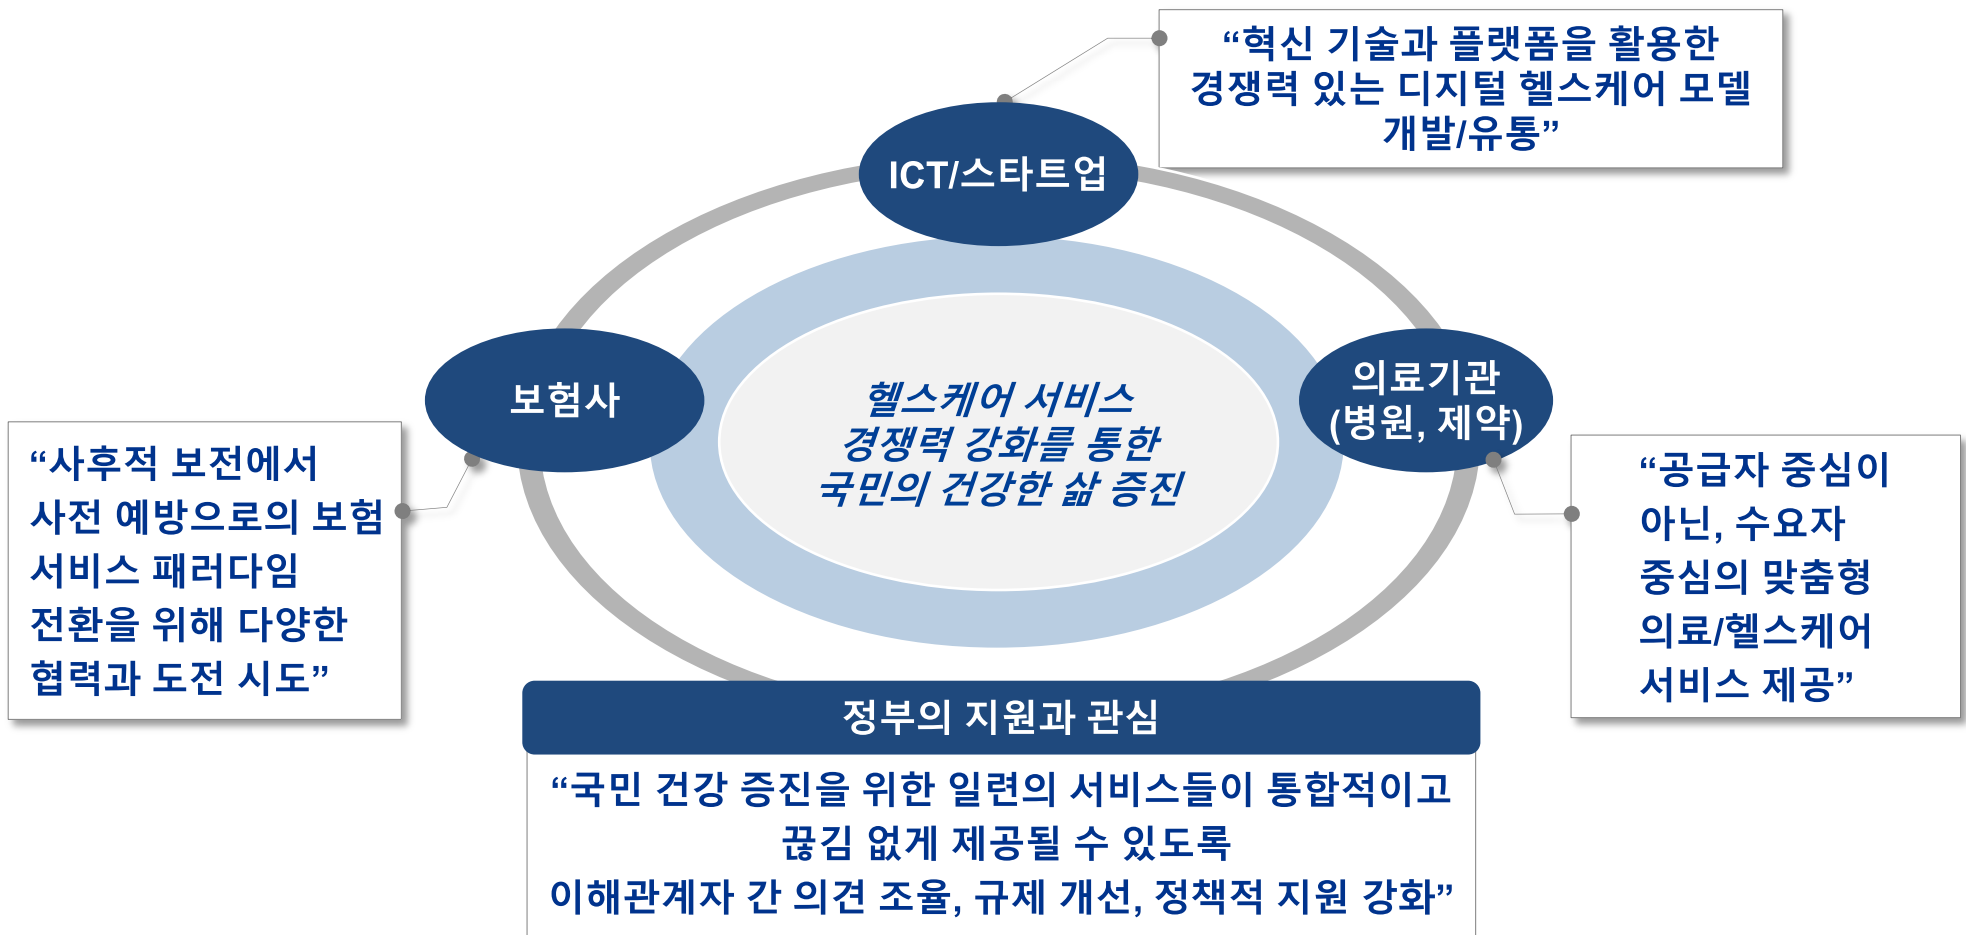 “혁신 기술과 플랫폼을 활용한
경쟁력 있는 디지털 헬스케어 모델
개발/유통”
ICT/스타트업
보험사
의료기관
(병원, 제약)
헬스케어 서비스
경쟁력 강화를 통한
국민의 건강한 삶 증진
“사후적 보전에서
사전 예방으로의 보험
서비스 패러다임
전환을 위해 다양한
협력과 도전 시도”
“공급자 중심이
아닌, 수요자
중심의 맞춤형
의료/헬스케어
서비스 제공”
정부의 지원과 관심
“국민 건강 증진을 위한 일련의 서비스들이 통합적이고
끊김 없게 제공될 수 있도록
이해관계자 간 의견 조율, 규제 개선, 정책적 지원 강화”